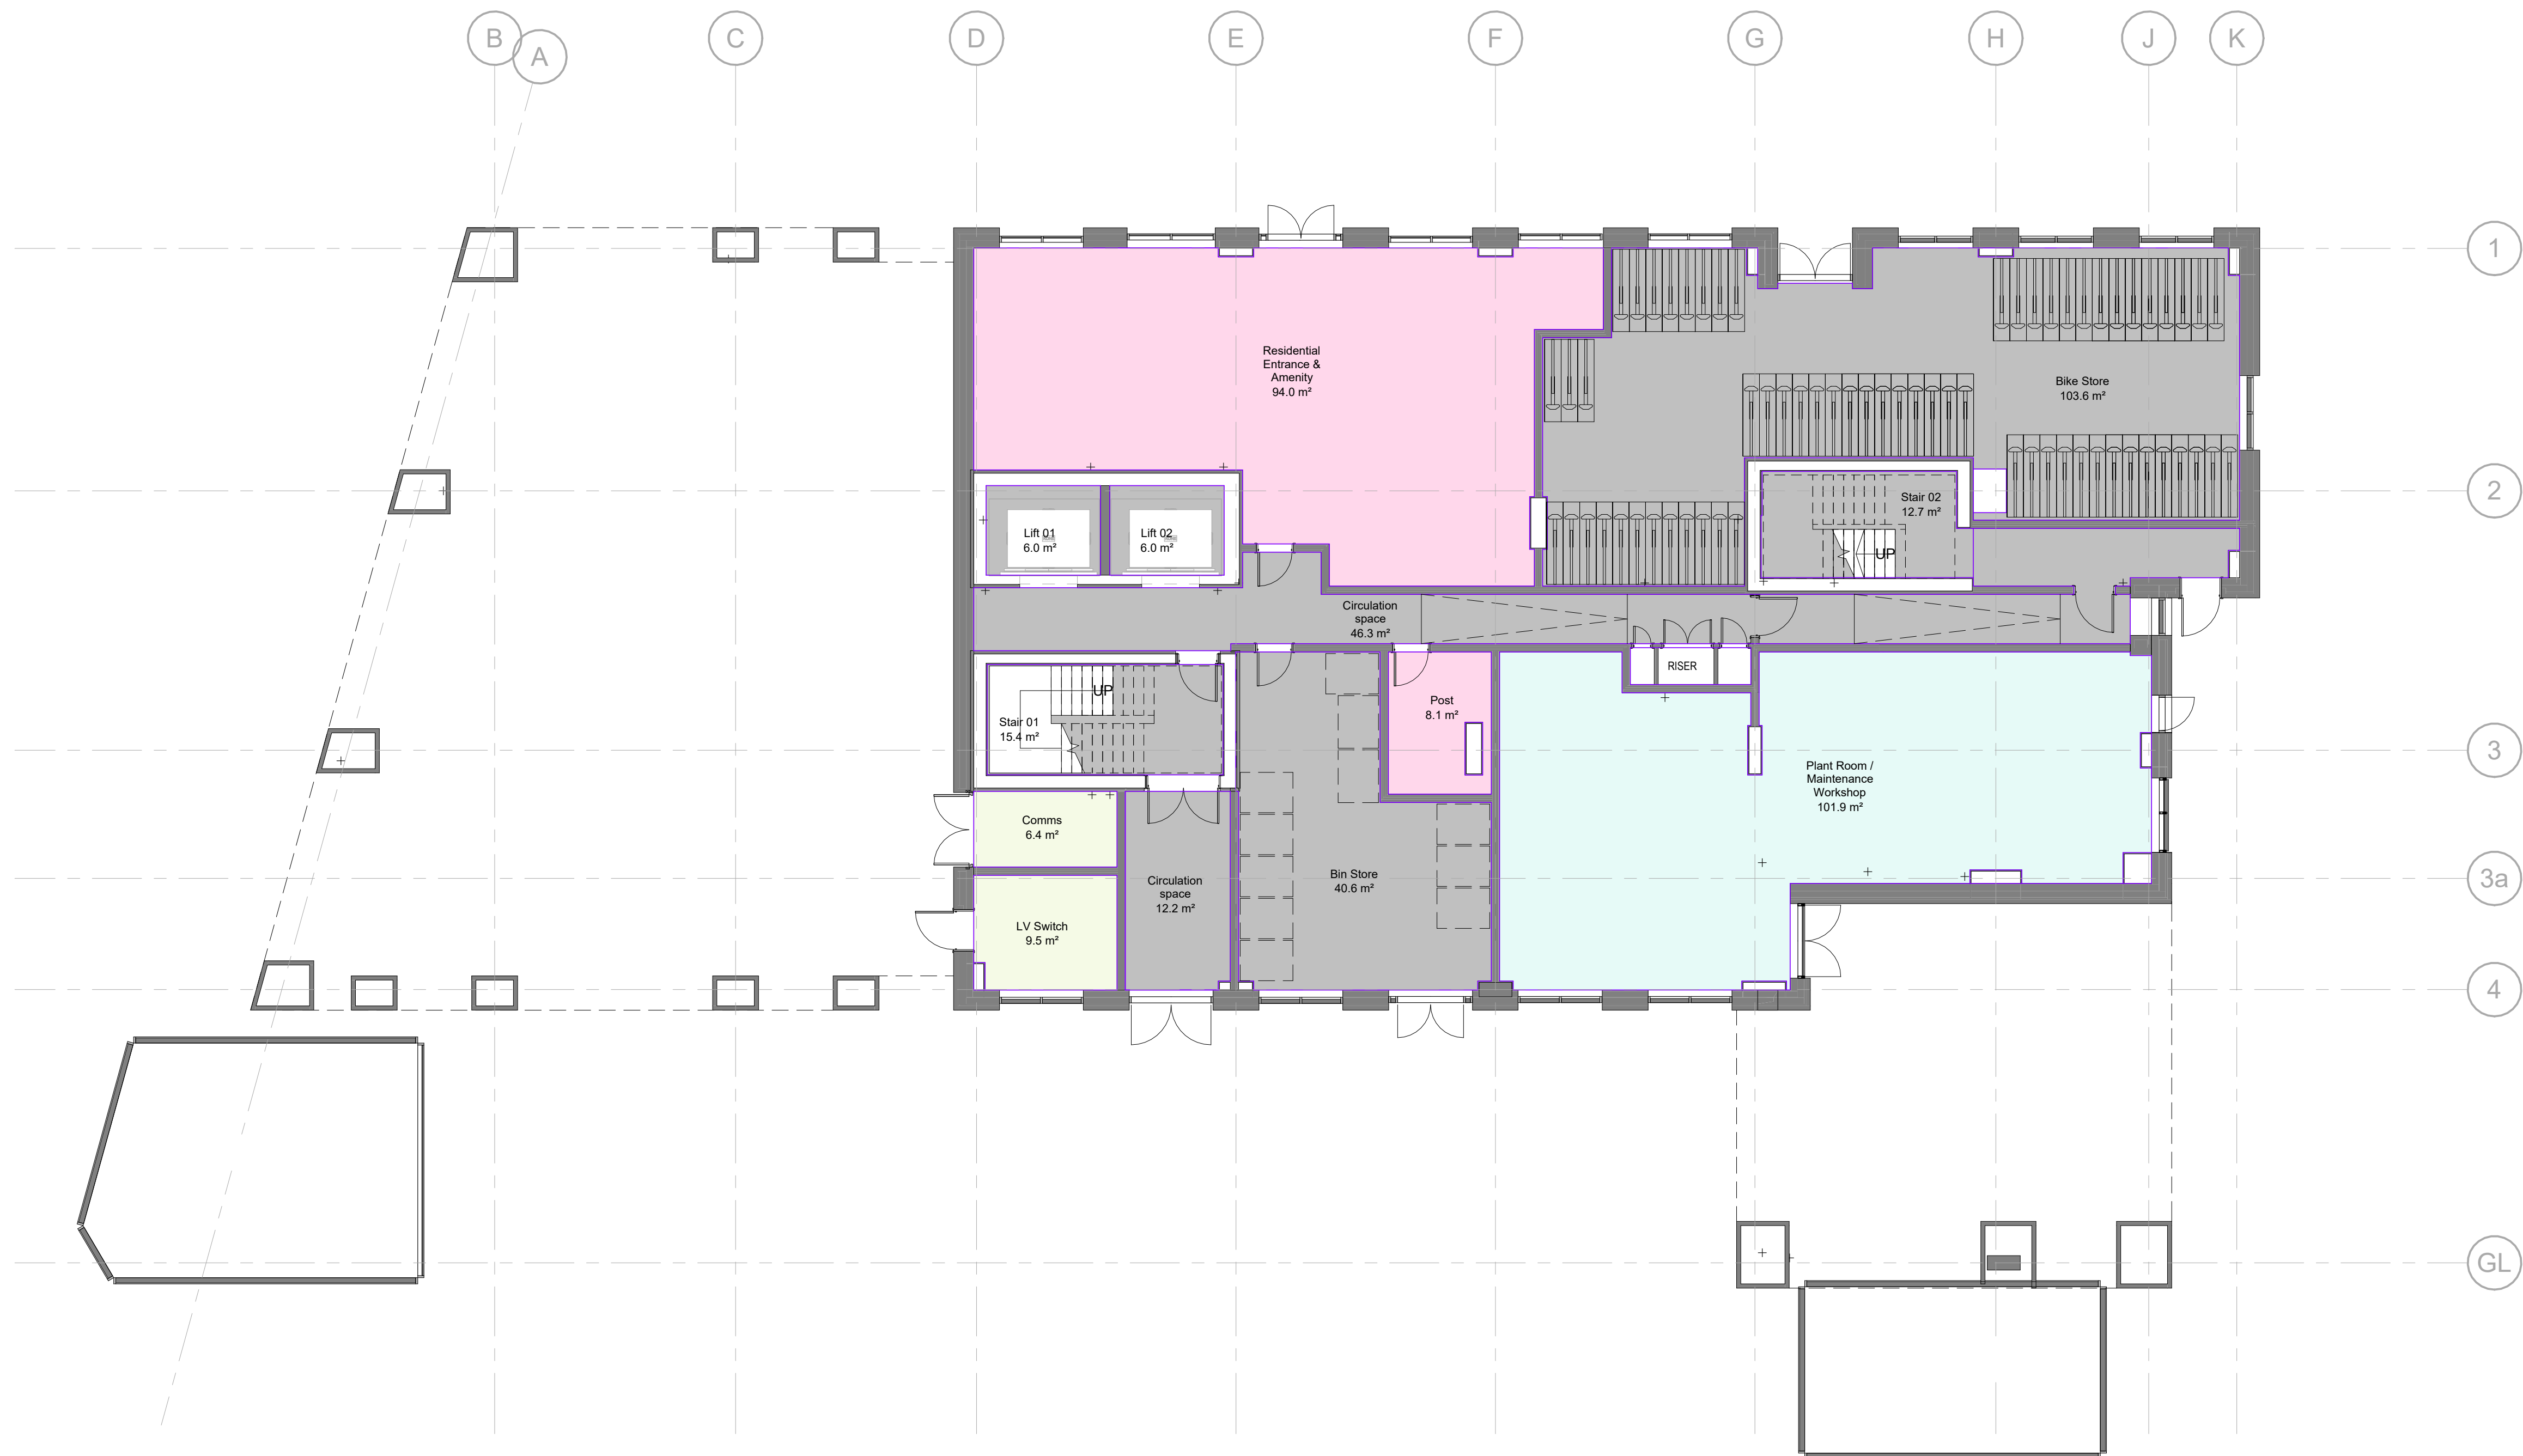 B
A
C
D
E
F
G
H
J
K
1
Residential
Entrance &
Amenity
94.0 m²
Bike Store
103.6 m²
2
Lift 01
6.0 m²
Lift 02
6.0 m²
Stair 02
12.7 m²
UP
Circulation
space
46.3 m²
RISER
UP
Stair 01
15.4 m²
Post
8.1 m²
3
Plant Room /
Maintenance
Workshop
101.9 m²
Comms
6.4 m²
Circulation
space
12.2 m²
Bin Store
40.6 m²
3a
LV Switch
9.5 m²
4
GL